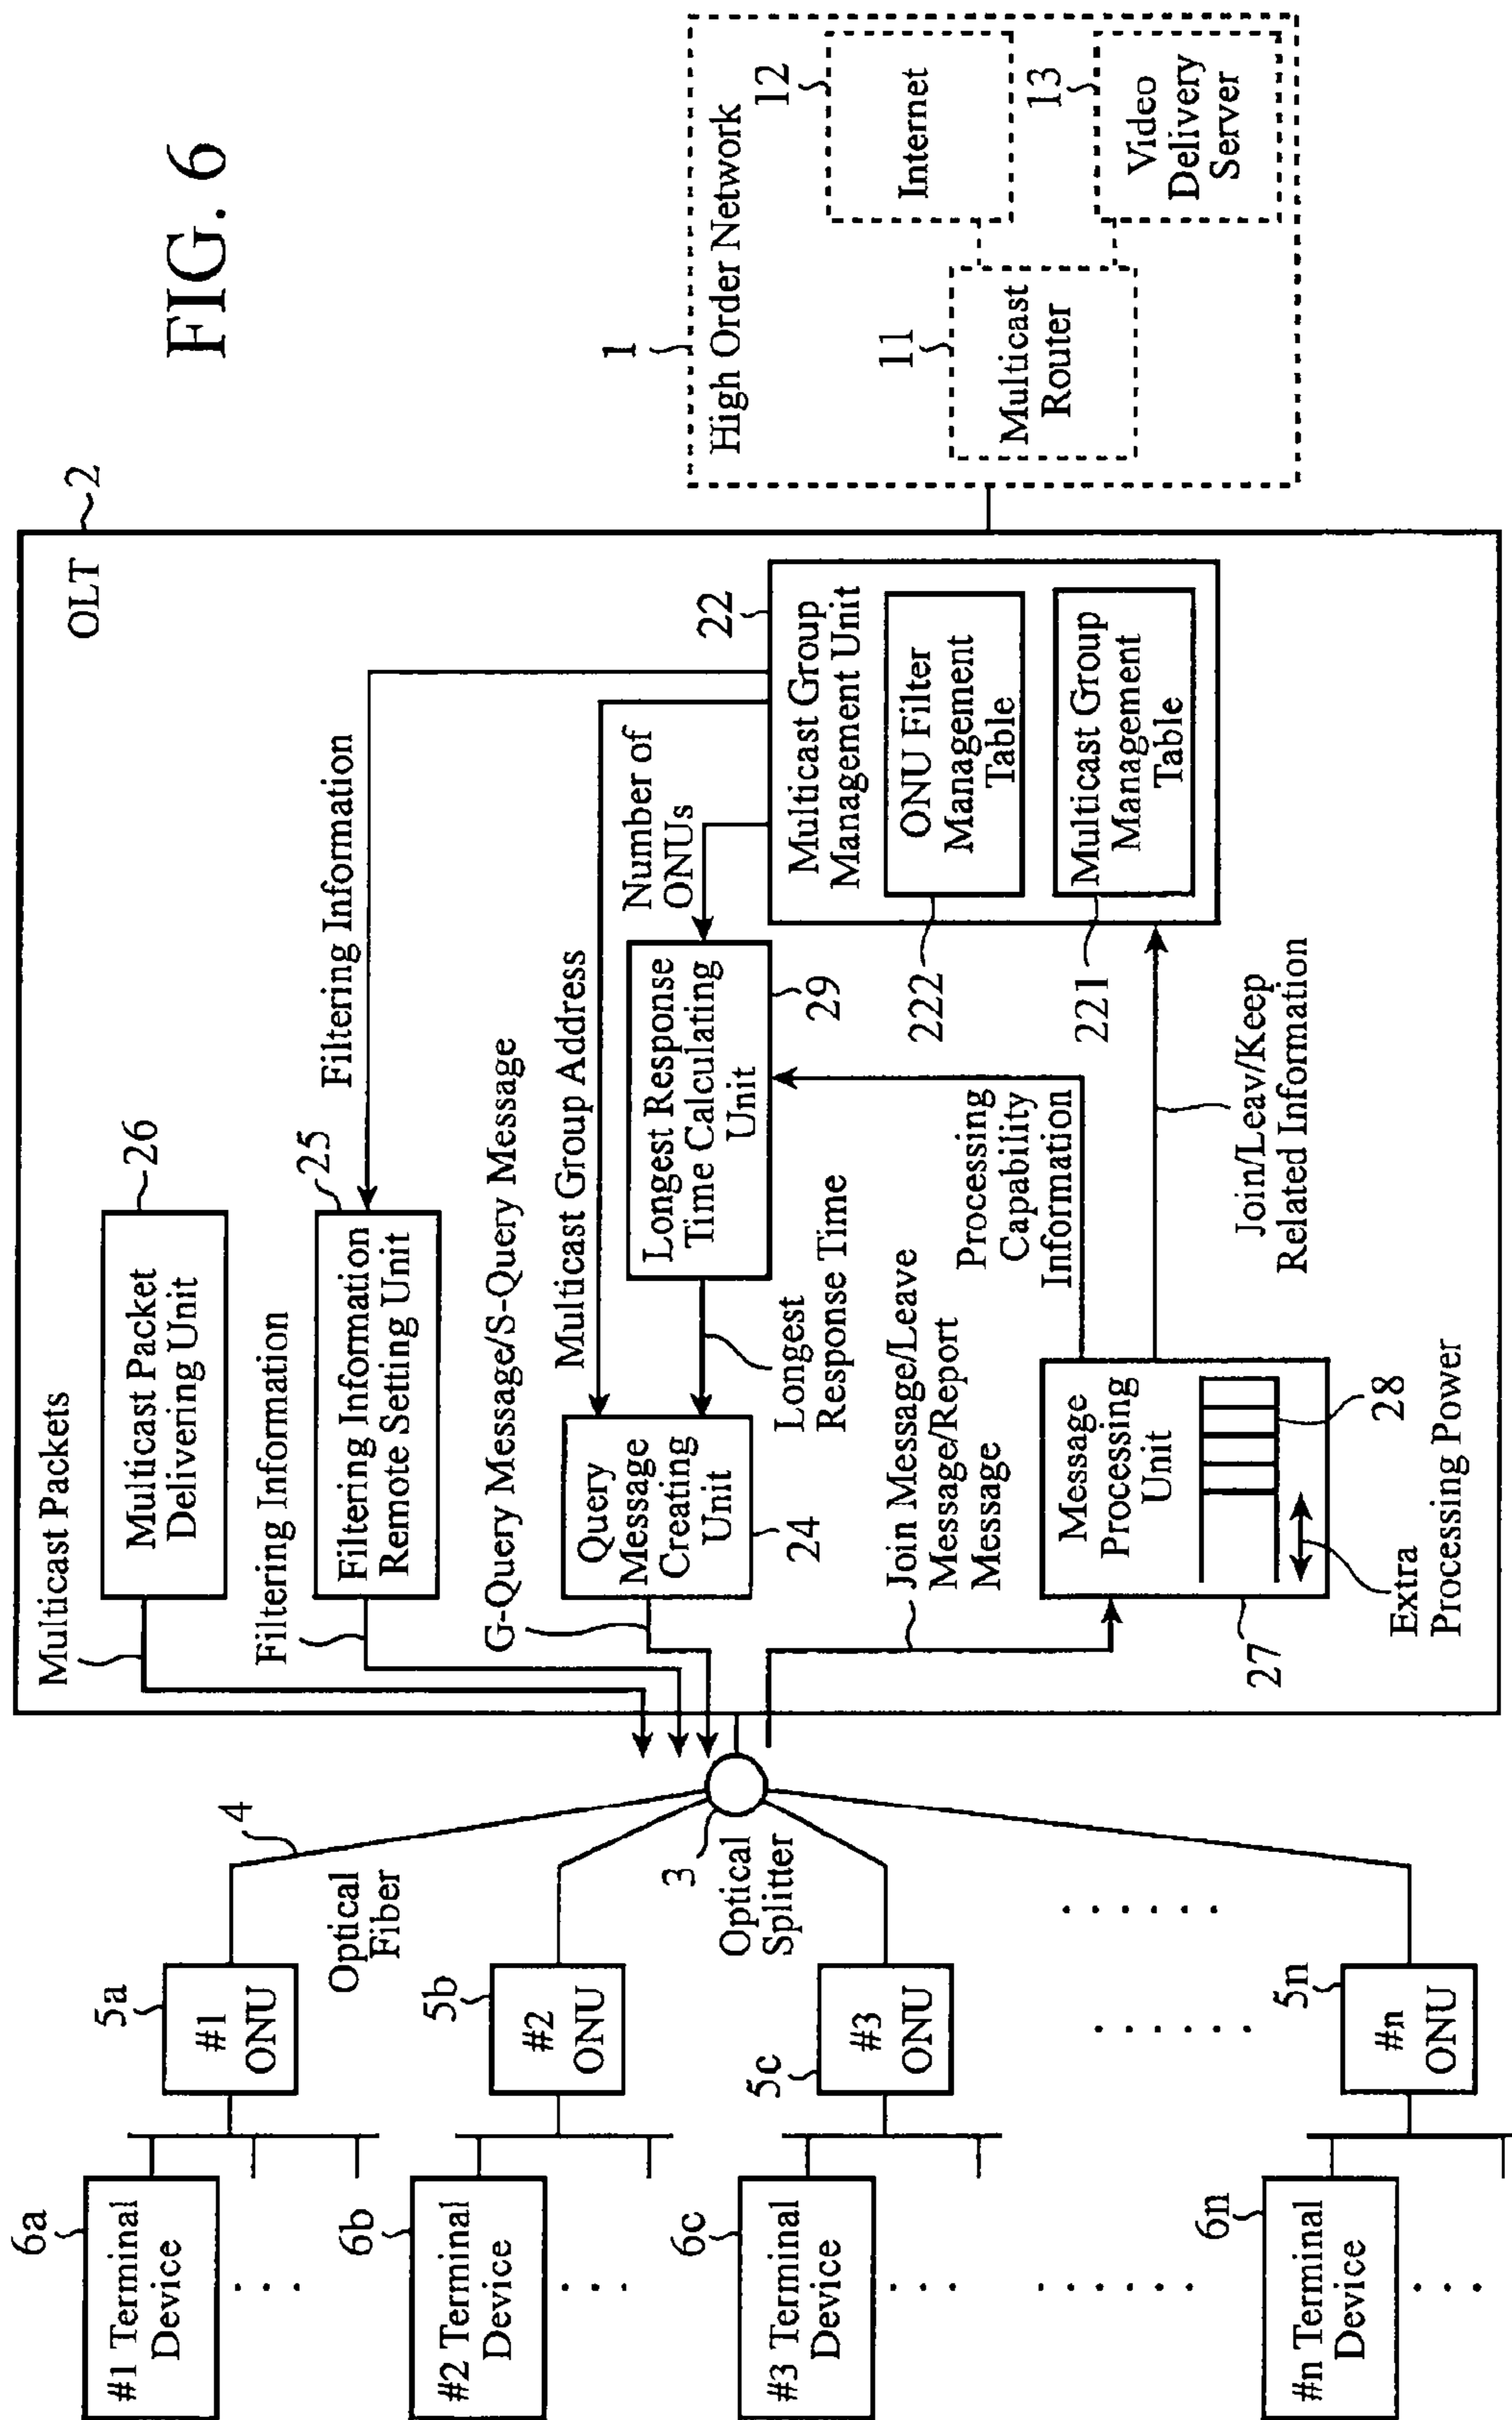 FIG. 6
6a
#1 Terminal
Device
6b
#2 Terminal
Device
6c
#3 Terminal
Device
6n
#n Terminal
Device
5a
#1
ONU
5b
#2
ONU
5c
#3
ONU
5n
#n
ONU
4
Optical
Fiber
3
Optical
Splitter
OLT
2
Multicast Packets
Multicast Packet
Delivering Unit
26
Filtering Information
Filtering Information
Remote Setting Unit
25
Filtering Information
G-Query Message/S-Query Message
Query
Message
Creating
Unit
24
Multicast Group Address
Longest Response
Time Calculating
Unit
29
Number of
ONUs
Longest
Response Time
Join Message/Leave
Message/Report
Message
Processing
Capability
Information
Message
Processing
Unit
27
28
Extra
Processing Power
Join/Leav/Keep
Related Information
22
Multicast Group
Management Unit
ONU Filter
Management
Table
222
Multicast Group
Management
Table
221
1
High Order Network
11
Multicast
Router
12
Internet
13
Video
Delivery
Server